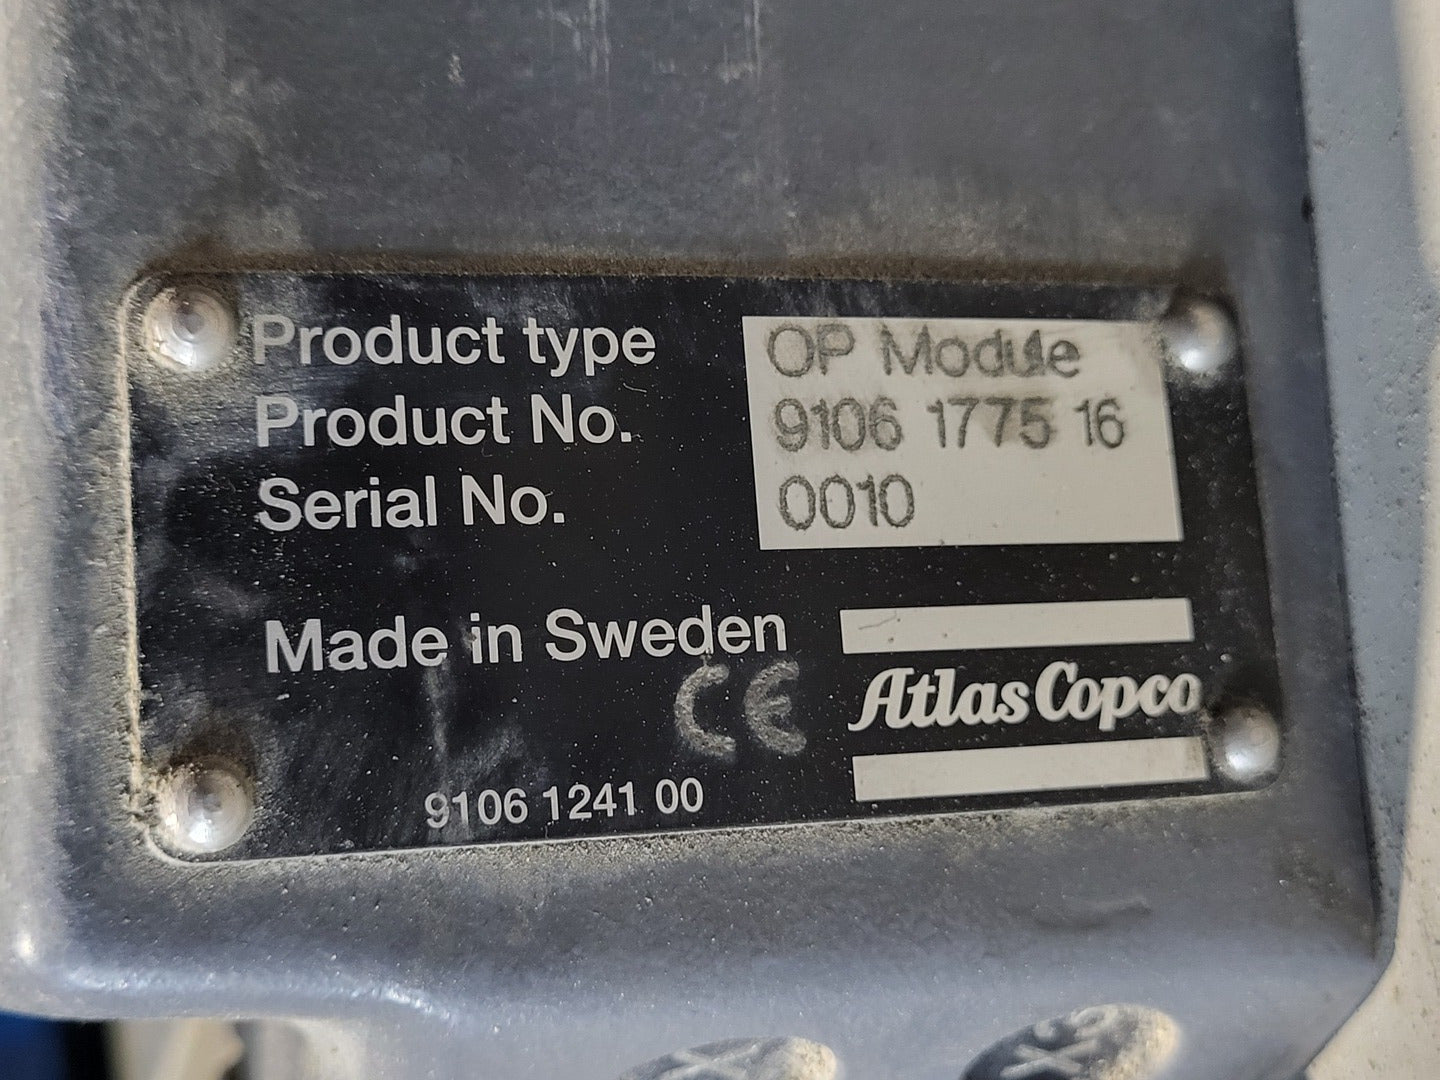 Product type OP Module
Product No. 9106 1775 16
Serial No. 0010
Made in Sweden
CE
Atlas Copco
9106 1241 00